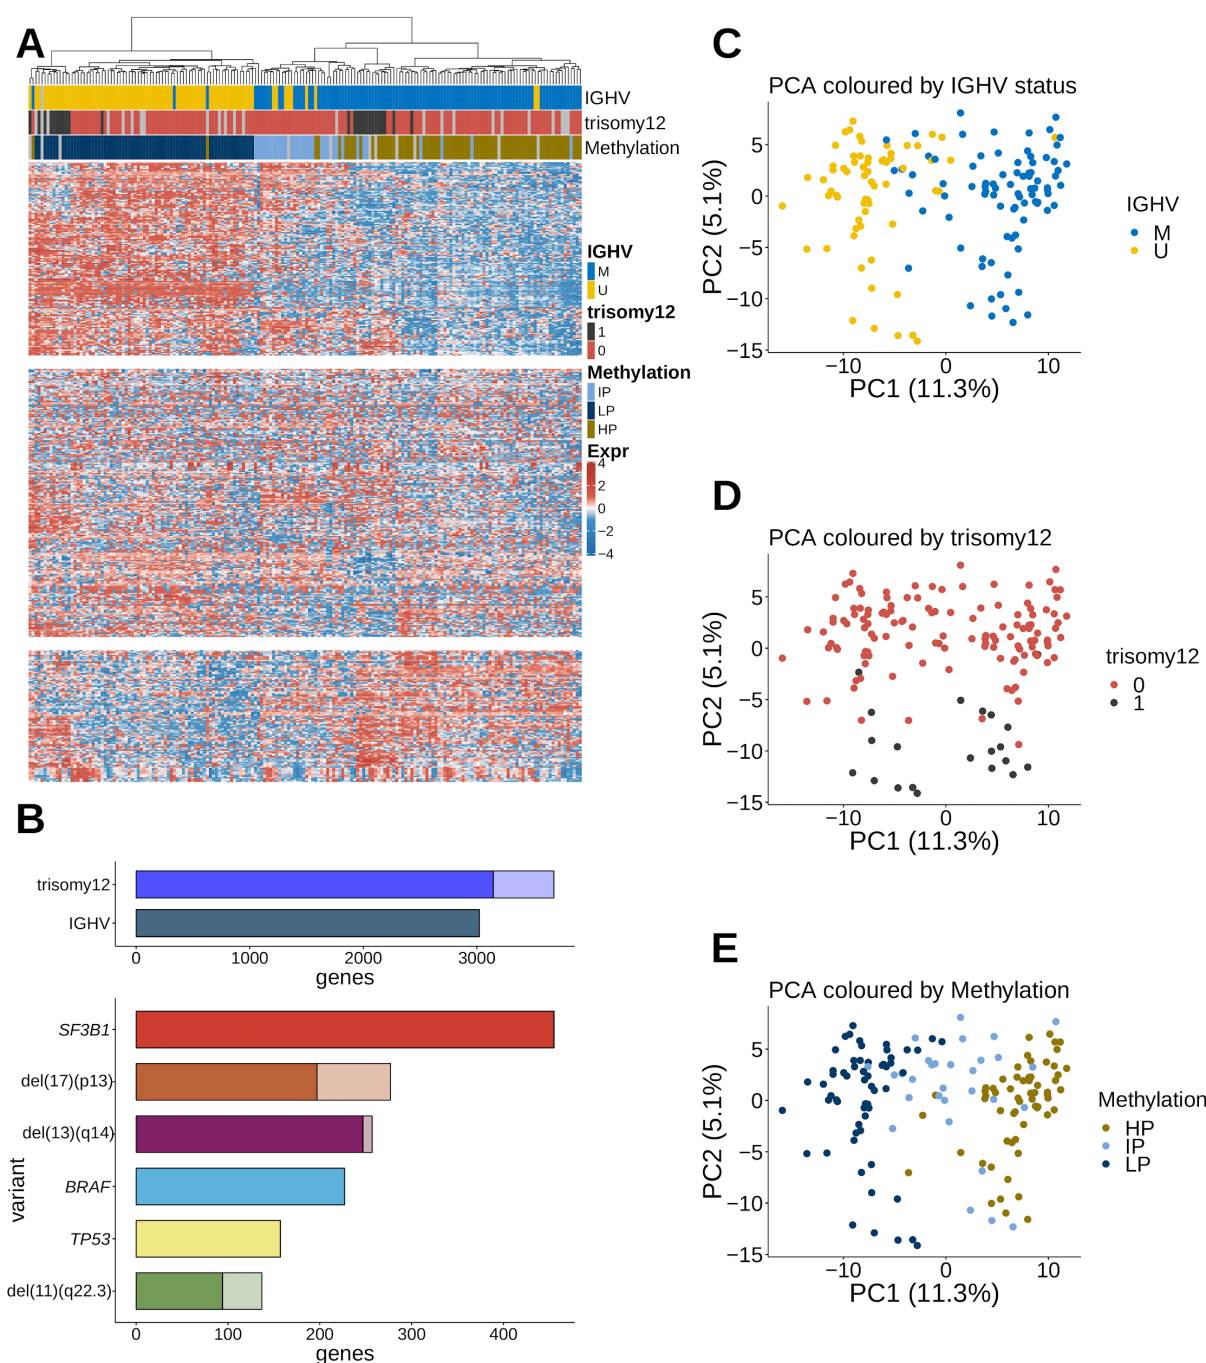 A
IGHV
trisomy12
Methylation
IGHV
M
U
trisomy12
1
0
Methylation
IP
LP
HP
Expr
4
2
0
−2
−4
B
trisomy12
IGHV
0 1000 2000 3000
genes
variant
SF3B1
del(17)(p13)
del(13)(q14)
BRAF
TP53
del(11)(q22.3)
0 100 200 300 400
genes
C
PCA coloured by IGHV status
PC2 (5.1%)
5
0
−5
−10
−15
−10 0 10
PC1 (11.3%)
IGHV
M
U
D
PCA coloured by trisomy12
PC2 (5.1%)
5
0
−5
−10
−15
−10 0 10
PC1 (11.3%)
trisomy12
0
1
E
PCA coloured by Methylation
PC2 (5.1%)
5
0
−5
−10
−15
−10 0 10
PC1 (11.3%)
Methylation
HP
IP
LP